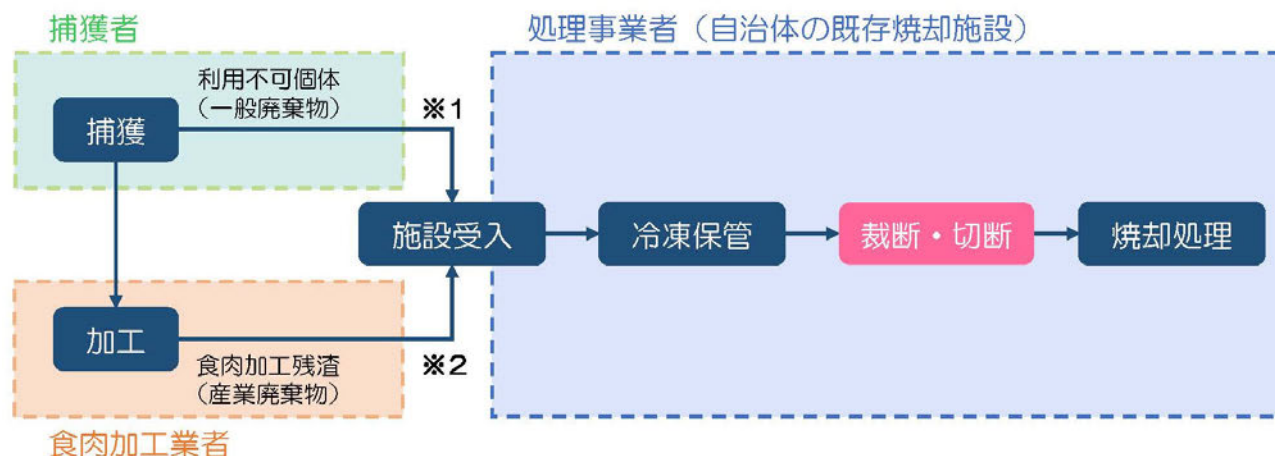 捕獲者
処理事業者（自治体の既存焼却施設）
利用不可個体
（一般廃棄物）
※1
捕獲
施設受入
冷凍保管
裁断・切断
焼却処理
加工
食肉加工残渣
（産業廃棄物）
※2
食肉加工業者